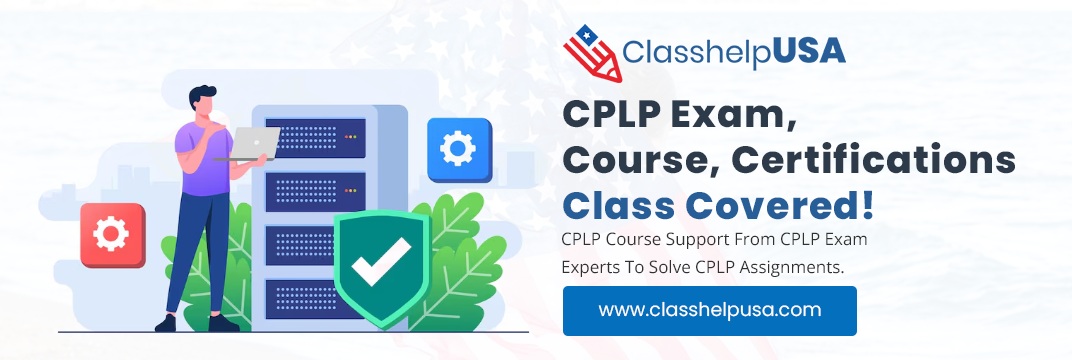 ClasshelpUSA
CPLP Exam,
Course, Certifications
Class Covered!
CPLP Course Support From CPLP Exam
Experts To Solve CPLP Assignments.
www.classhelpusa.com